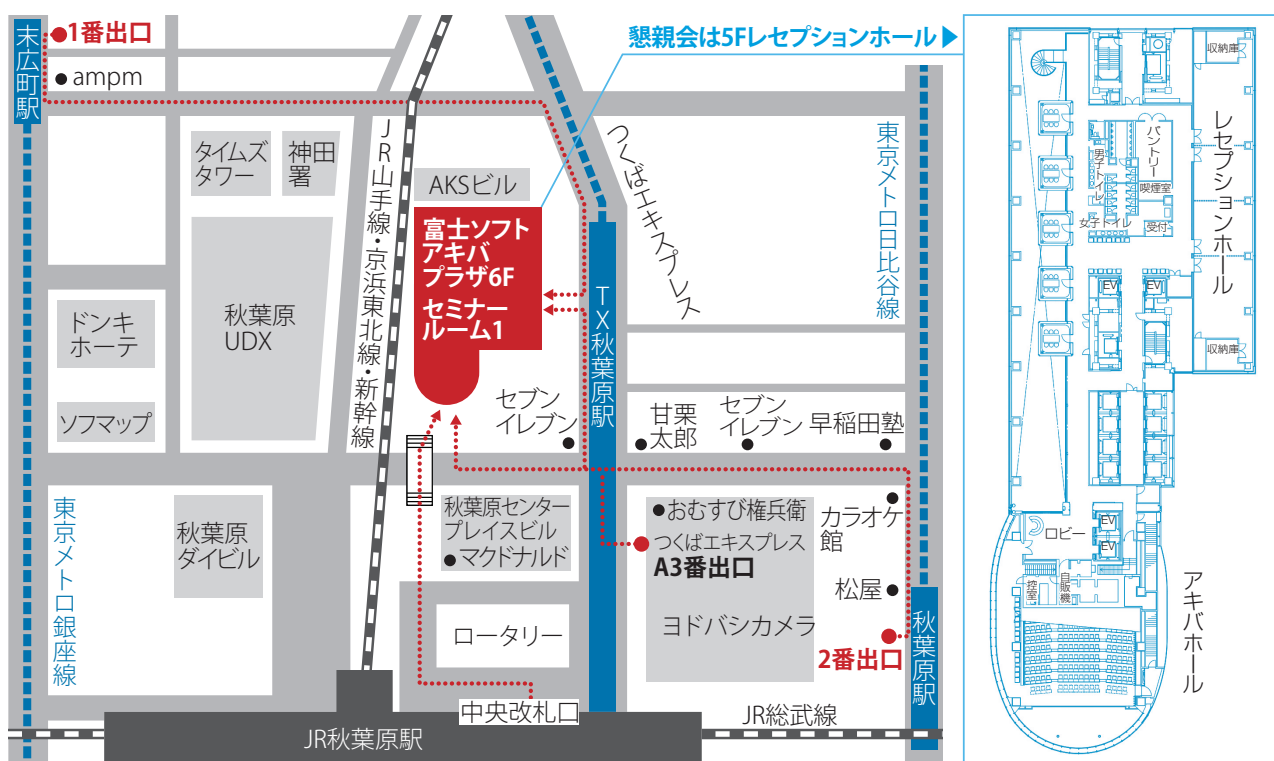 末広町駅
1番出口
ampm
懇親会は5Fレセプションホール▶
タイムズ
タワー
神田
署
JR山手線・京浜東北線・新幹線
AKSビル
富士ソフト
アキバ
プラザ6F
セミナー
ルーム1
つくばエキスプレス
東京メトロ日比谷線
TX秋葉原駅
ドンキ
ホーテ
秋葉原
UDX
ソフマップ
セブン
イレブン
甘栗
太郎
セブン
イレブン
早稲田塾
東京メトロ銀座線
秋葉原
ダイビル
秋葉原センター
プレイスビル
マクドナルド
おむすび権兵衛
つくばエキスプレス
A3番出口
カラオケ
館
松屋
ロータリー
ヨドバシカメラ
2番出口
秋葉原駅
中央改札口
JR総武線
JR秋葉原駅
収納庫
レセプションホール
パントリー
男子トイレ
喫煙室
女子トイレ
受付
EV
EV
収納庫
ロビー
EV
EV
控室
自販機
アキバホール